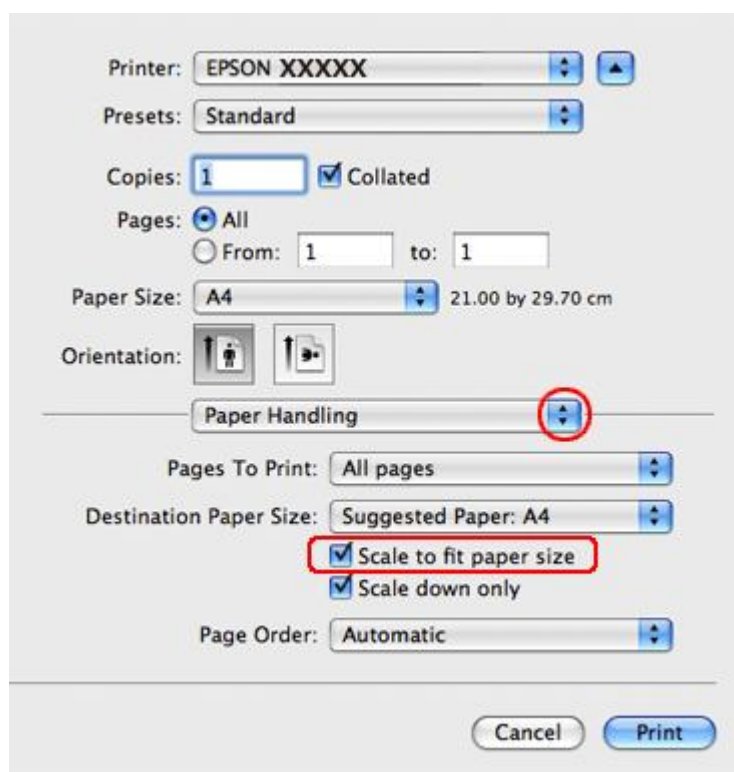 Printer: EPSON XXXXX
Presets: Standard
Copies: 1 Collated
Pages: All
From: 1 to: 1
Paper Size: A4 21.00 by 29.70 cm
Orientation:
Paper Handling
Pages To Print: All pages
Destination Paper Size: Suggested Paper: A4
Scale to fit paper size
Scale down only
Page Order: Automatic
Cancel Print